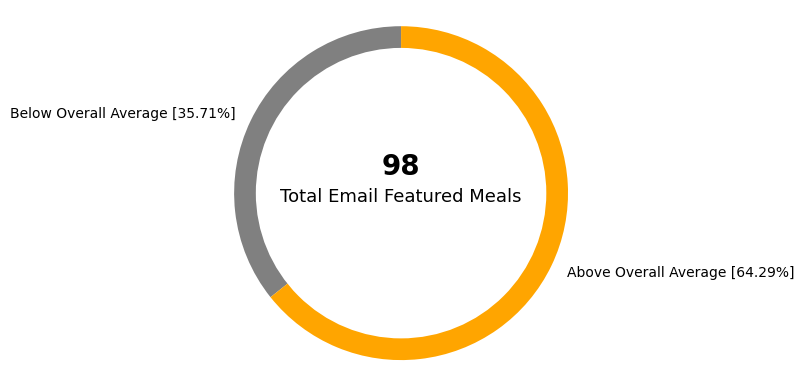 Below Overall Average [35.71%]
98
Total Email Featured Meals
Above Overall Average [64.29%]